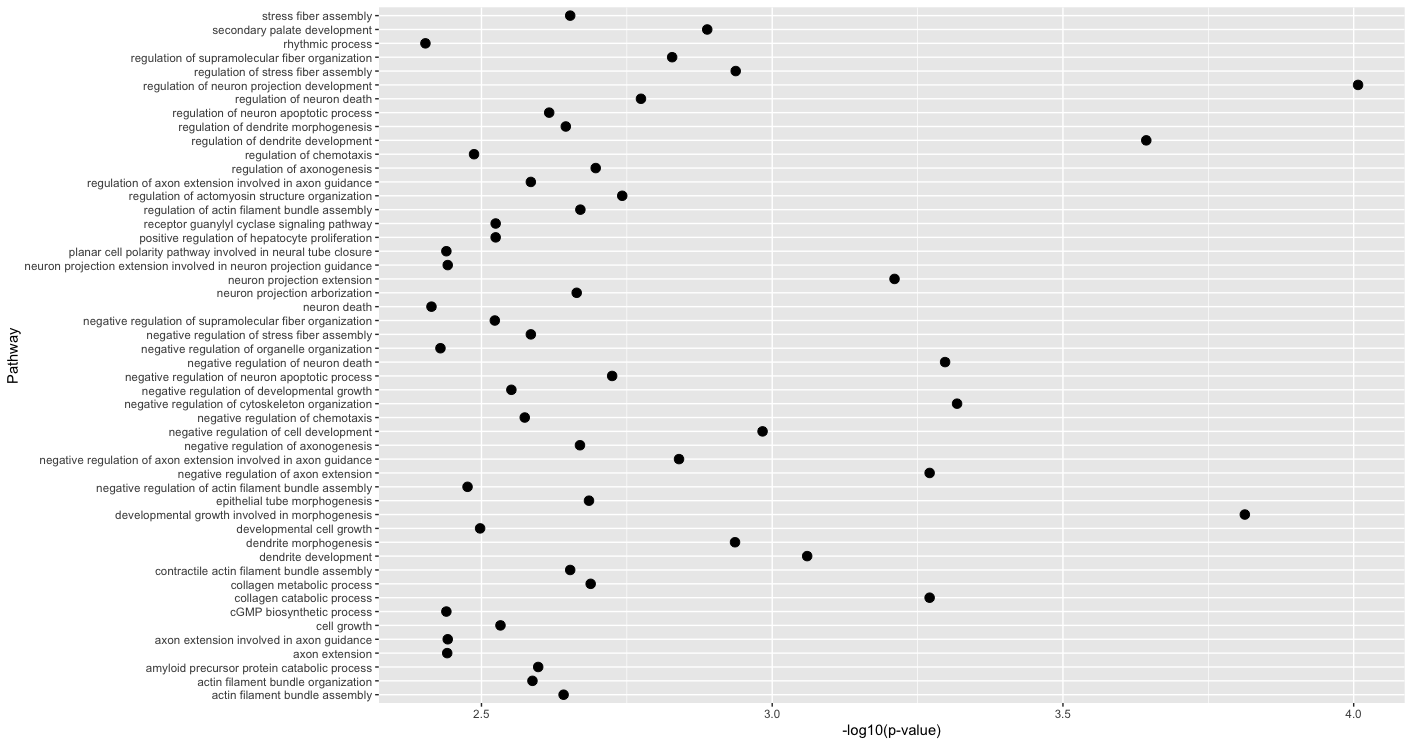 stress fiber assembly
secondary palate development
rhythmic process
regulation of supramolecular fiber organization
regulation of stress fiber assembly
regulation of neuron projection development
regulation of neuron death
regulation of neuron apoptotic process
regulation of dendrite morphogenesis
regulation of dendrite development
regulation of chemotaxis
regulation of axonogenesis
regulation of axon extension involved in axon guidance
regulation of actomyosin structure organization
regulation of actin filament bundle assembly
receptor guanylyl cyclase signaling pathway
positive regulation of hepatocyte proliferation
planar cell polarity pathway involved in neural tube closure
neuron projection extension involved in neuron projection guidance
neuron projection extension
neuron projection arborization
neuron death
negative regulation of supramolecular fiber organization
negative regulation of stress fiber assembly
negative regulation of organelle organization
negative regulation of neuron death
negative regulation of neuron apoptotic process
negative regulation of developmental growth
negative regulation of cytoskeleton organization
negative regulation of chemotaxis
negative regulation of cell development
negative regulation of axonogenesis
negative regulation of axon extension involved in axon guidance
negative regulation of axon extension
negative regulation of actin filament bundle assembly
epithelial tube morphogenesis
developmental growth involved in morphogenesis
developmental cell growth
dendrite morphogenesis
dendrite development
contractile actin filament bundle assembly
collagen metabolic process
collagen catabolic process
cGMP biosynthetic process
cell growth
axon extension involved in axon guidance
axon extension
amyloid precursor protein catabolic process
actin filament bundle organization
actin filament bundle assembly
Pathway
2.5 3.0 3.5 4.0
-log10(p-value)